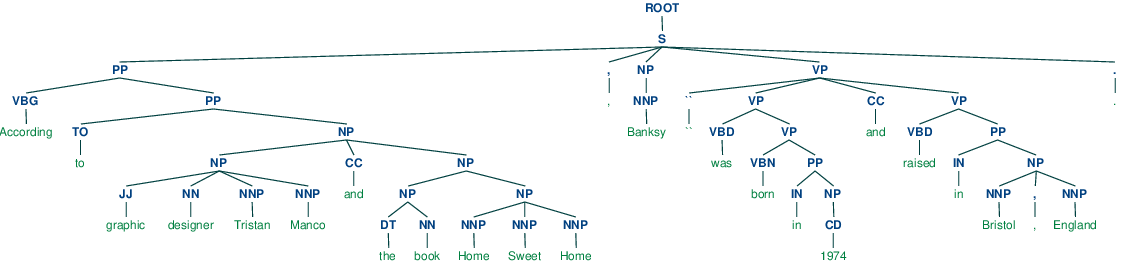 ROOT
S
PP , NP VP .
VBG PP , NNP `` VP CC VP .
According TO NP Banksy `` VBD VP and VBD PP
to NP CC NP was VBN PP raised IN NP
JJ NN NNP NNP and NP NP born IN NP in NNP , NNP
graphic designer Tristan Manco DT NN NNP NNP NNP in CD Bristol , England
the book Home Sweet Home 1974